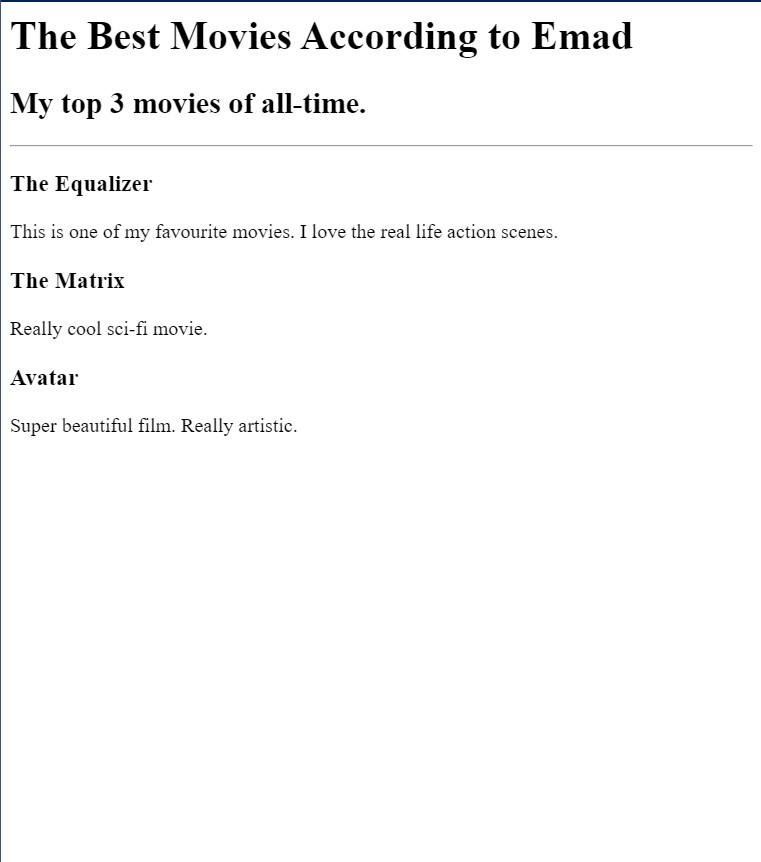 The Best Movies According to Emad
My top 3 movies of all-time.
The Equalizer
This is one of my favourite movies. I love the real life action scenes.
The Matrix
Really cool sci-fi movie.
Avatar
Super beautiful film. Really artistic.